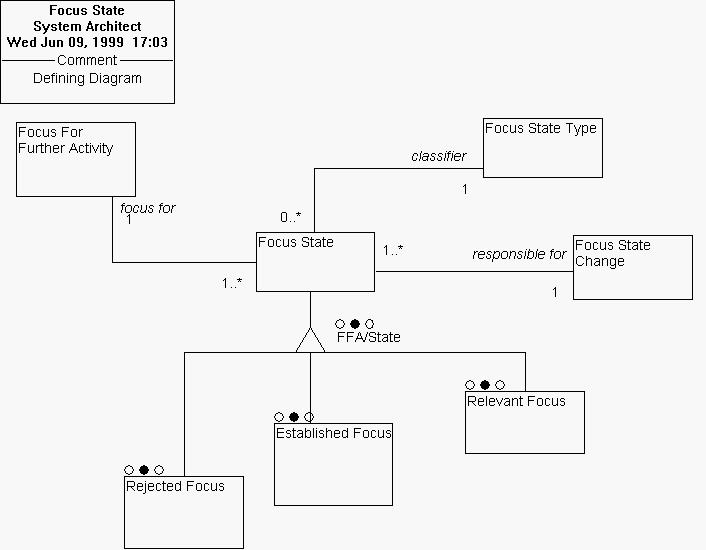 Focus State
System Architect
Wed Jun 09, 1999 17:03
Comment
Defining Diagram
Focus For
Further Activity
Focus State Type
classifier
1
focus for
1
0..*
Focus State
1..*
responsible for
Focus State
Change
1..*
1
FFA/State
Relevant Focus
Established Focus
Rejected Focus